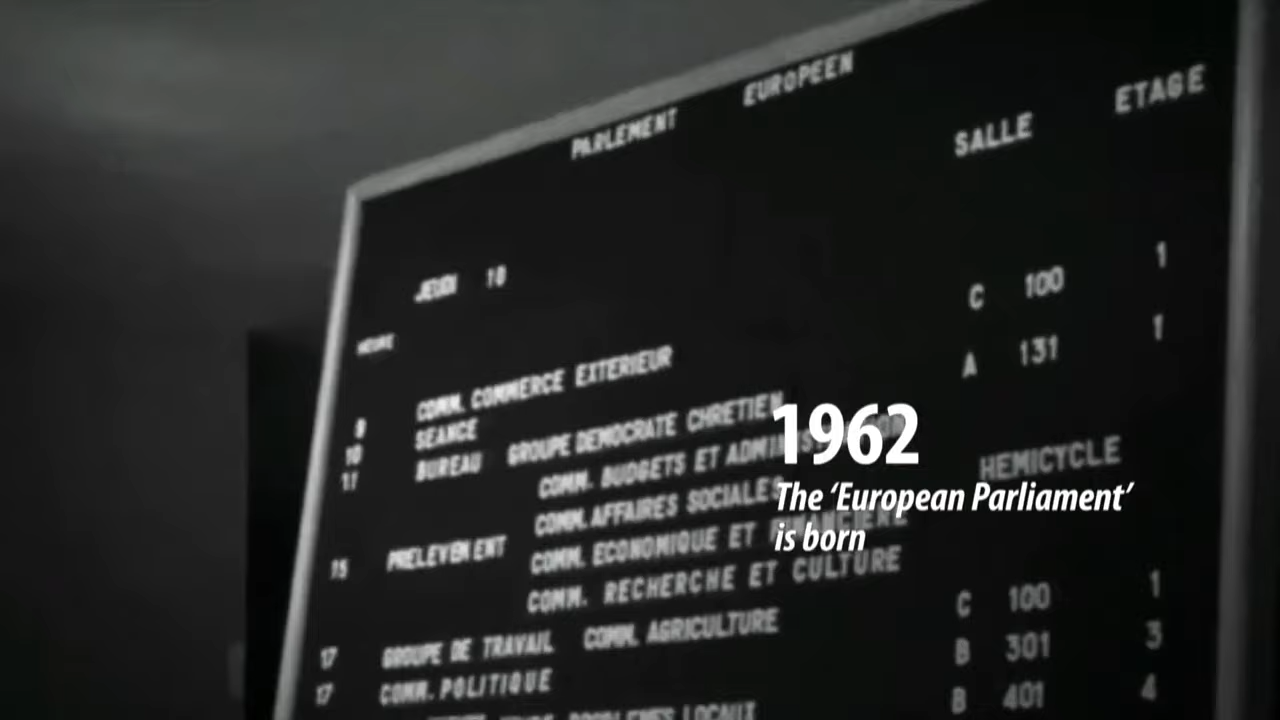 PARLEMENT EUROPEEN
SALLE ETAGE
JEUDI 18
HEURE
C 100 1
A 131 1
9 COMM. COMMERCE EXTERIEUR
10 SEANCE
11 BUREAU GROUPE DEMOCRATE CHRETIEN
COMM. BUDGETS ET
HEMICYCLE
COMM. AFFAIRES SOCIALES
15 PRELEVEMENT COMM. ECONOMIQUE ET FINANCIERE
COMM. RECHERCHE ET CULTURE
C 100 1
17 GROUPE DE TRAVAIL COMM. AGRICULTURE
B 301 3
17 COMM. POLITIQUE
B 401 4
LOCAUX
1962
The ‘European Parliament’
is born